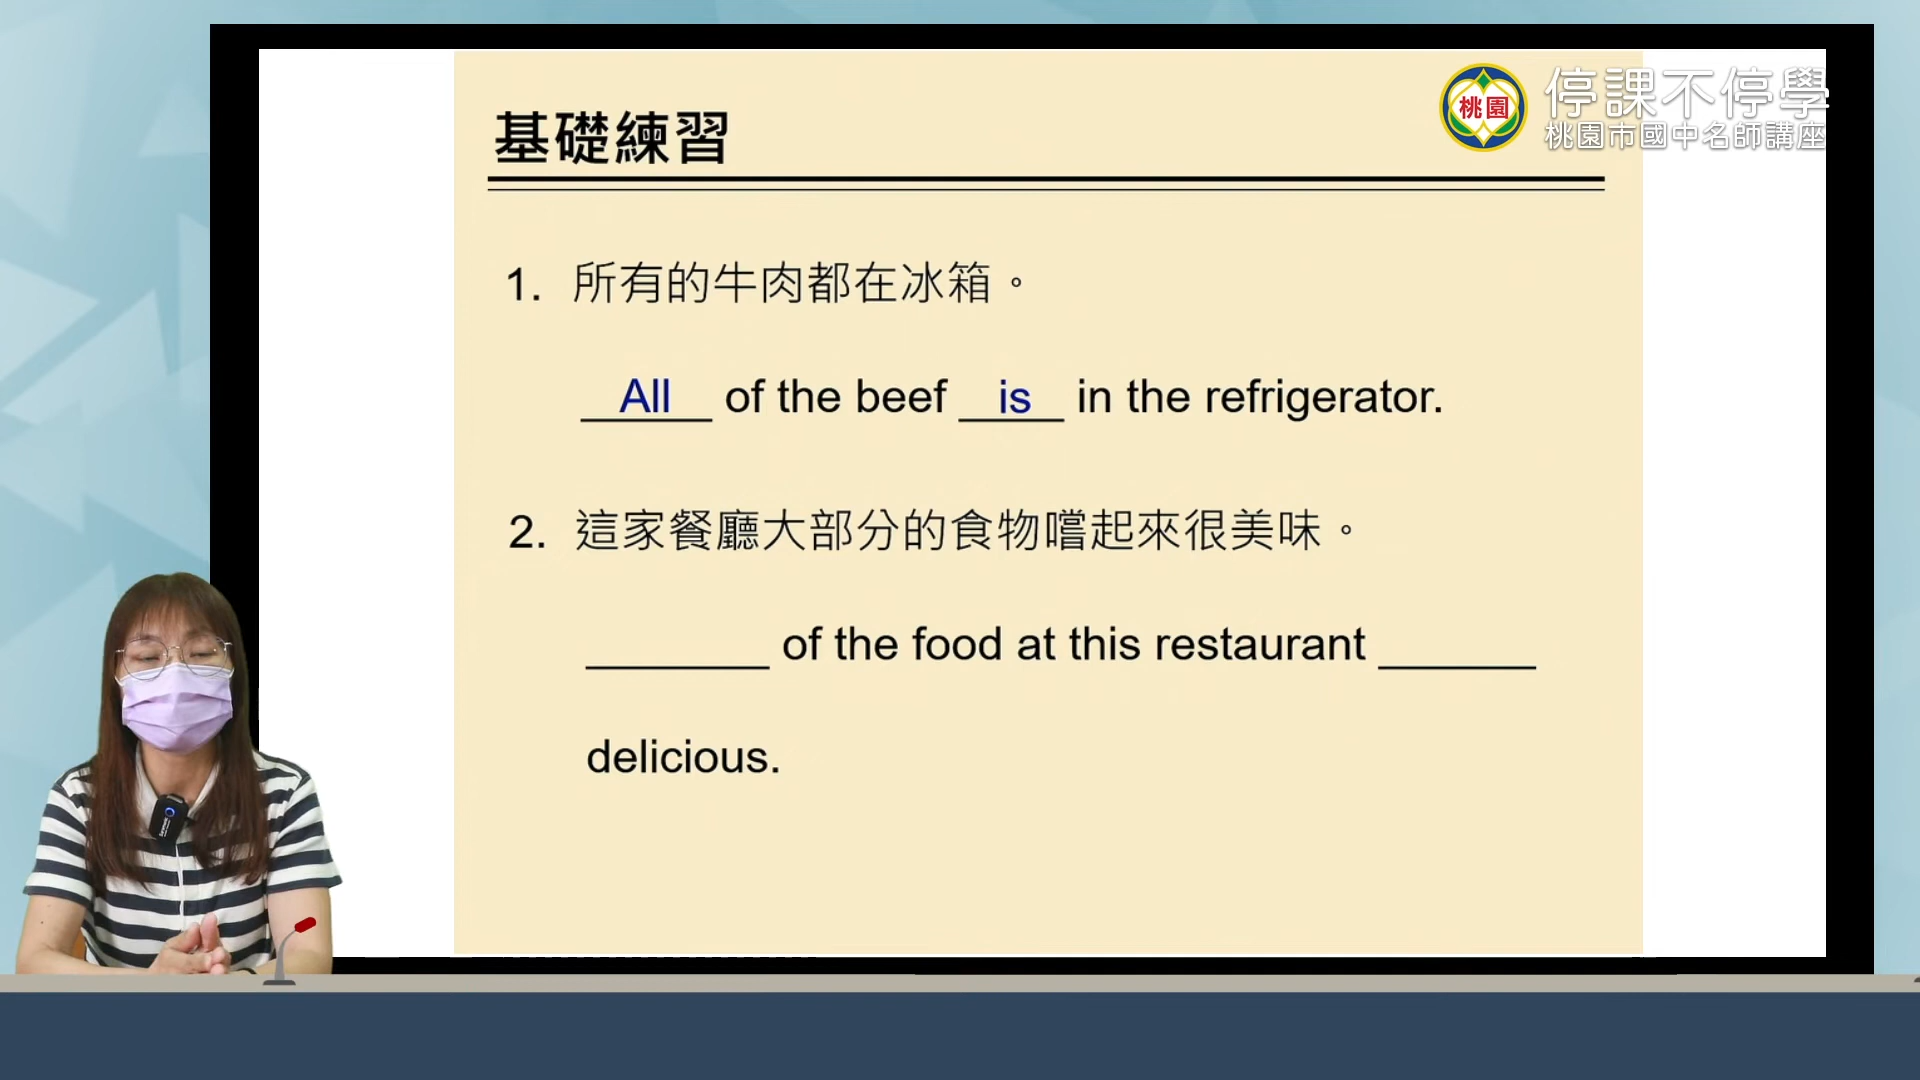 基礎練習
桃園
停課不停學
桃園市國中名師講座
1. 所有的牛肉都在冰箱。
All of the beef is in the refrigerator.
2. 這家餐廳大部分的食物嚐起來很美味。
________ of the food at this restaurant _______
delicious.